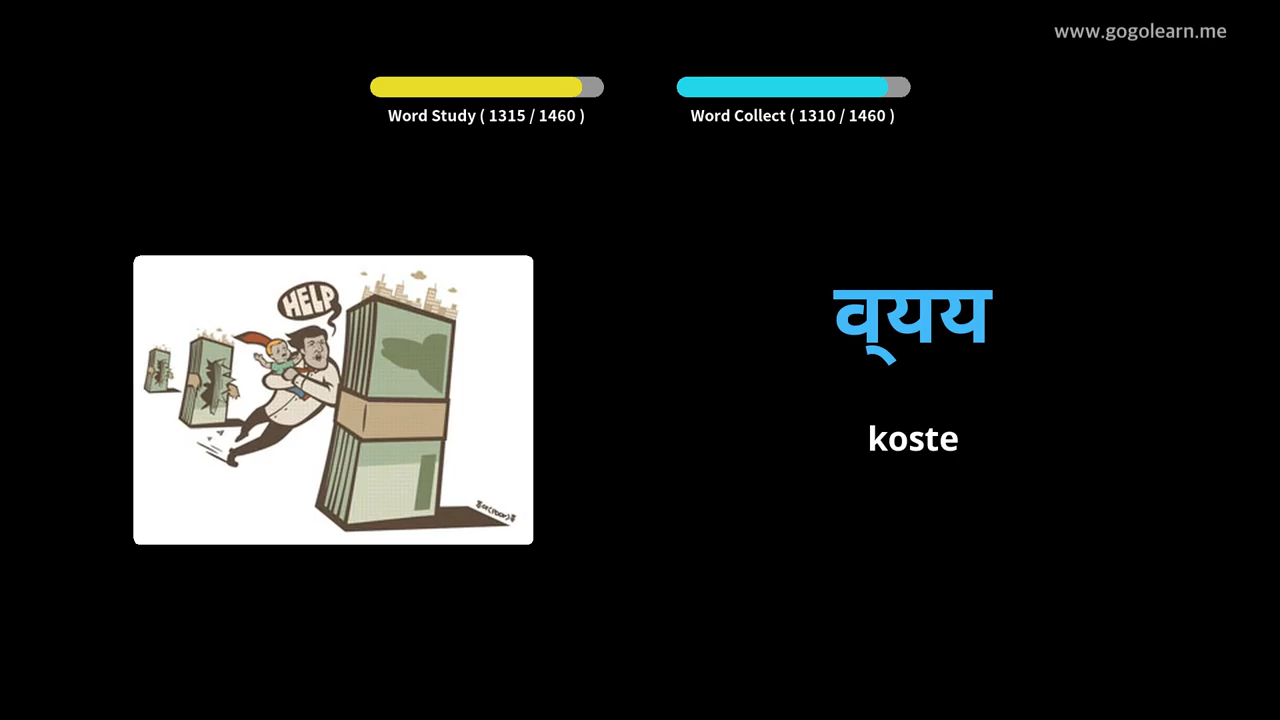 www.gogolearn.me
Word Study ( 1315 / 1460 )
Word Collect ( 1310 / 1460 )
HELP
व्‌यय
koste